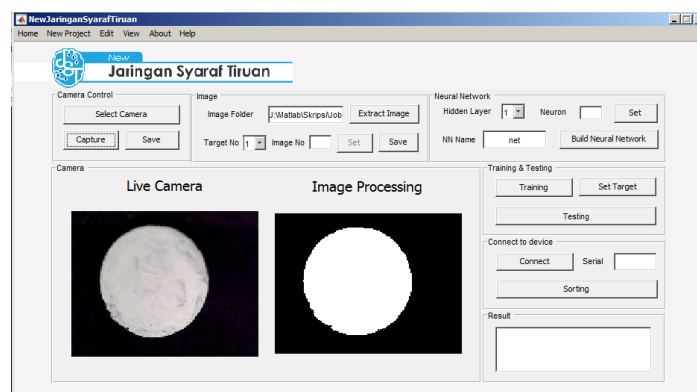 NewJaringanSyarafTiruan
Home New Project Edit View About Help
New
Jaringan Syaraf Tiruan
Camera Control
Select Camera
Capture Save
Image
Image Folder J:\Matlab\Skripsi\Job Extract Image
Target No 1 Image No Set Save
Neural Network
Hidden Layer 1 Neuron Set
NN Name net Build Neural Network
Camera
Live Camera Image Processing
Training & Testing
Training Set Target
Testing
Connect to device
Connect Serial
Sorting
Result